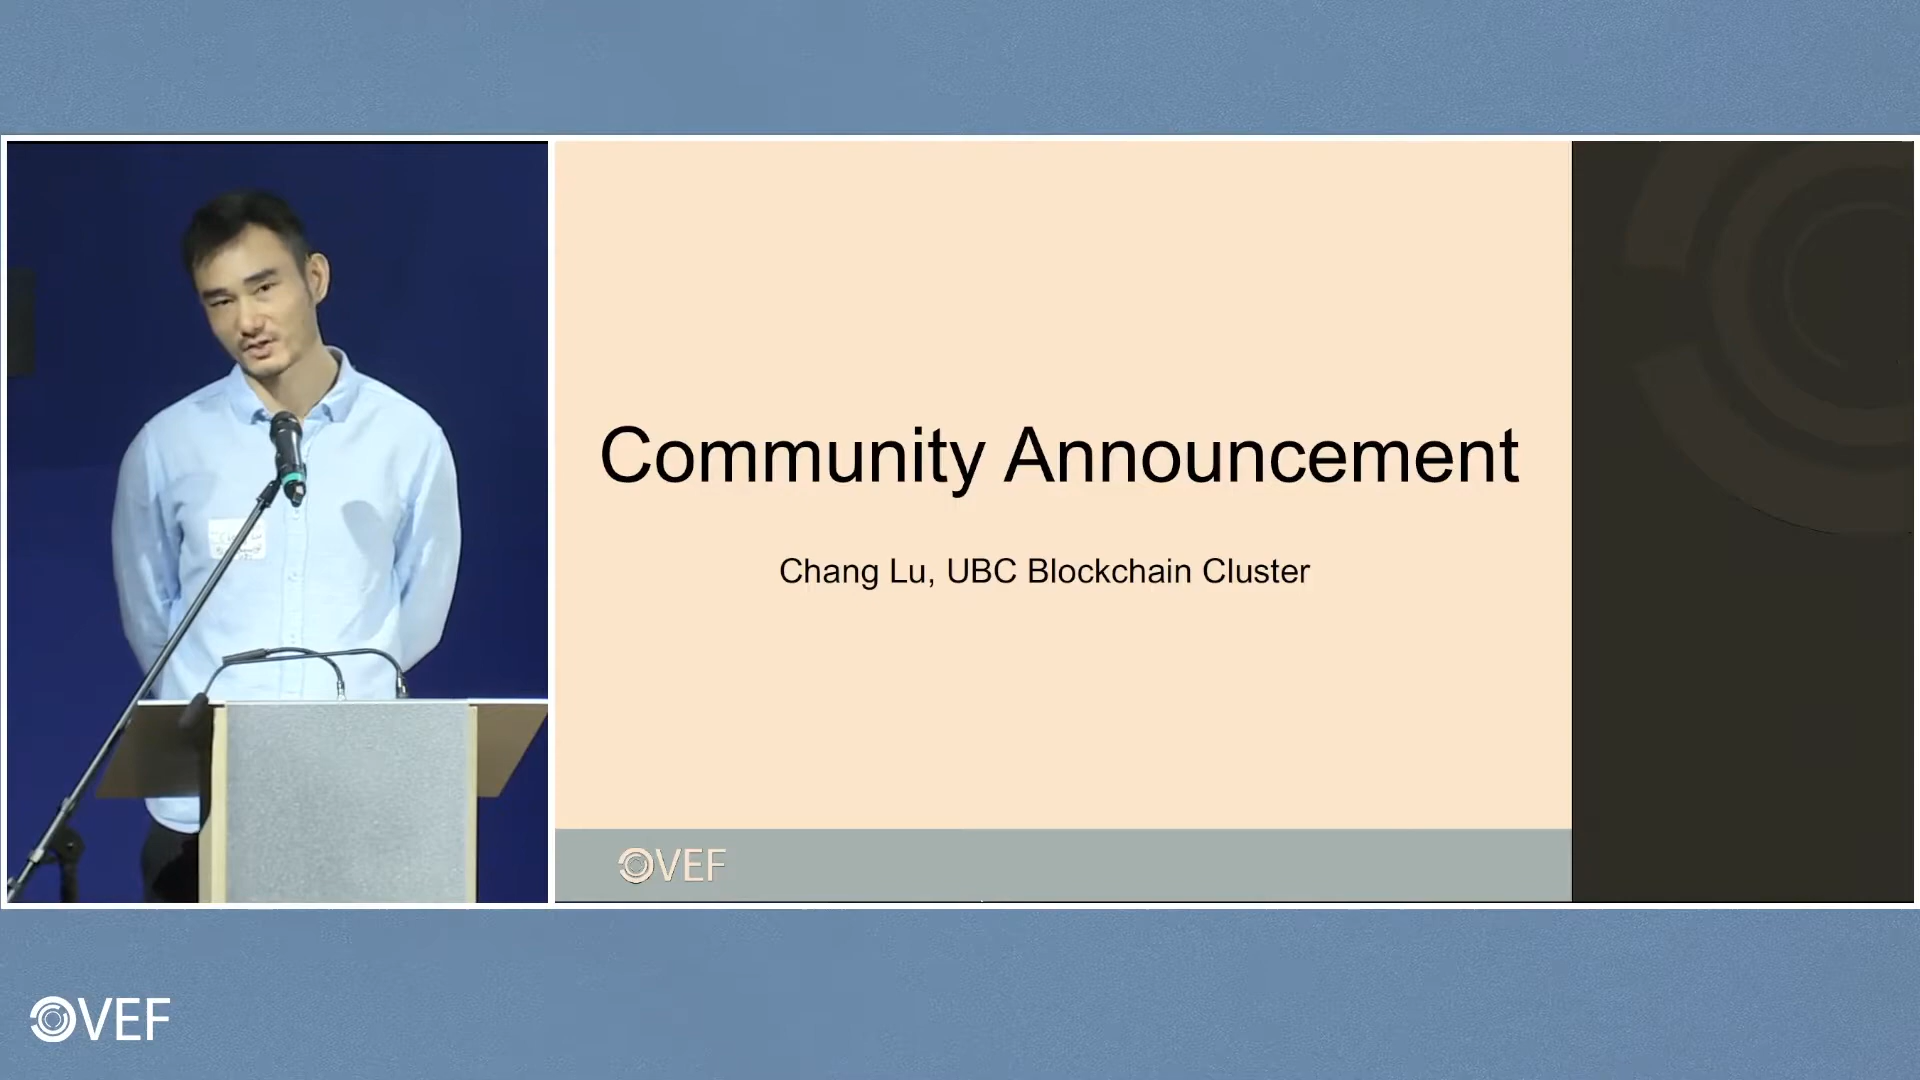 Community Announcement
Chang Lu, UBC Blockchain Cluster
VEF
VEF